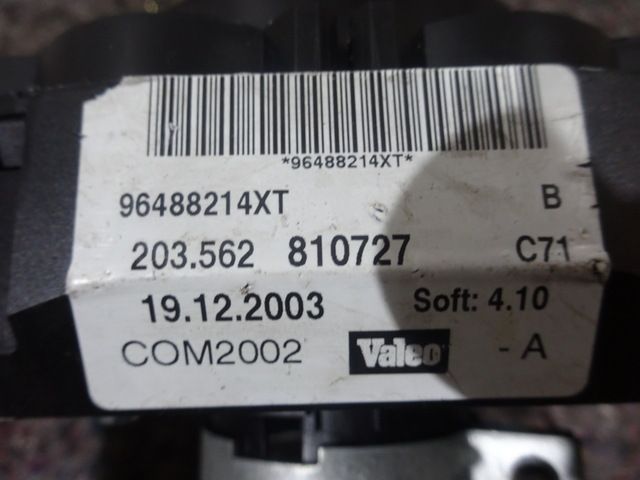 *96488214XT*
96488214XT B
203.562 810727 C71
19.12.2003 Soft: 4.10
COM2002 Valeo - A